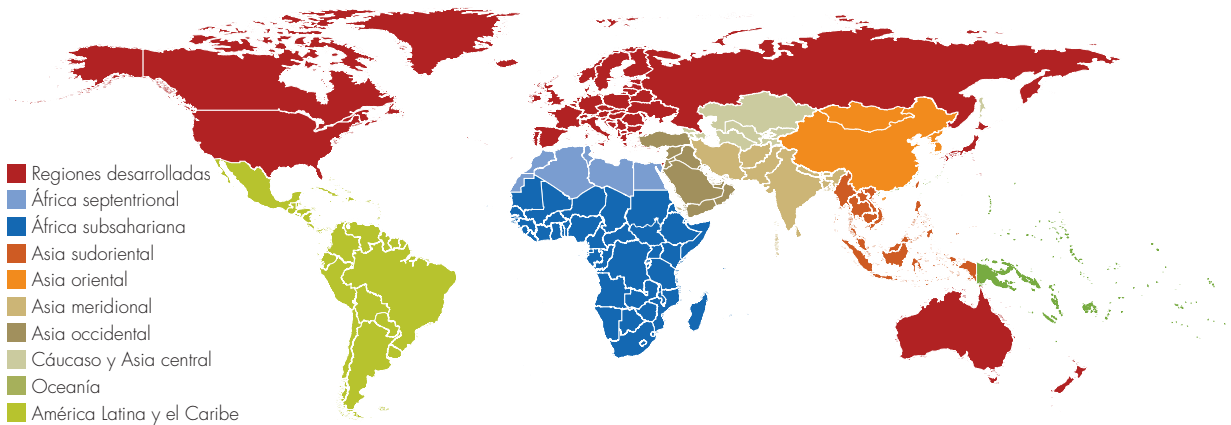 Regiones desarrolladas
África septentrional
África subsahariana
Asia sudoriental
Asia oriental
Asia meridional
Asia occidental
Cáucaso y Asia central
Oceanía
América Latina y el Caribe